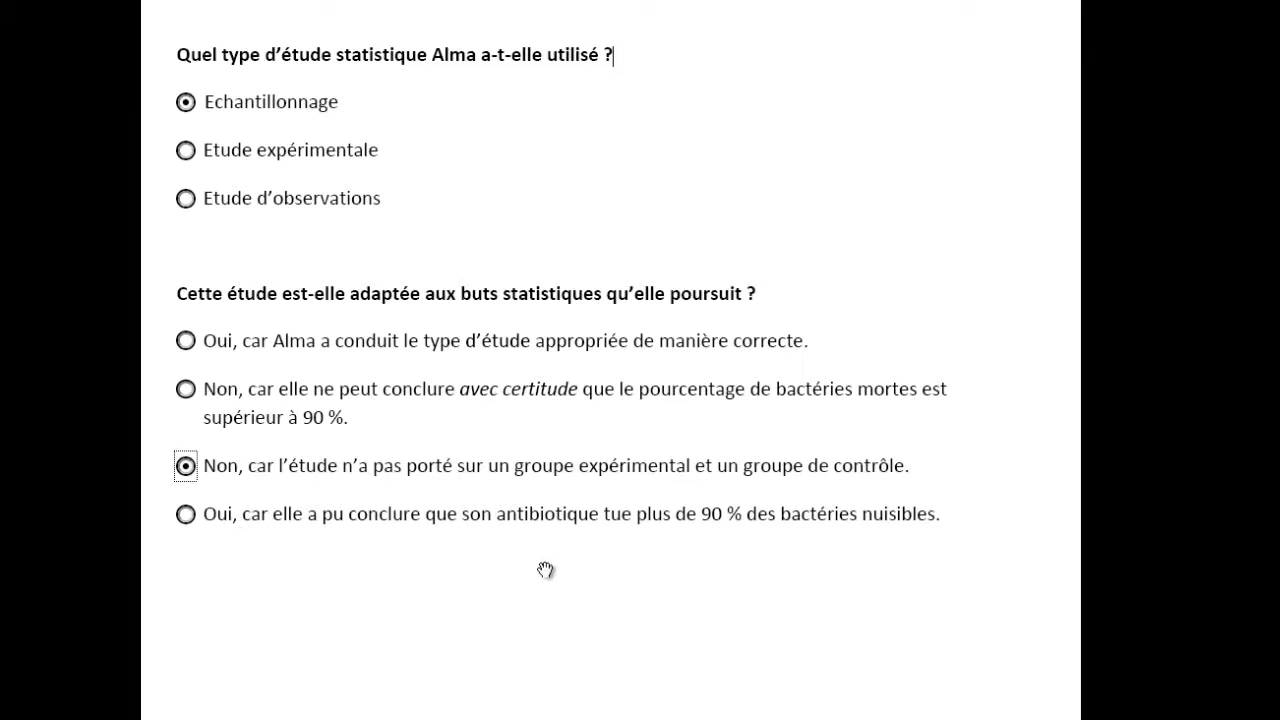 Quel type d’étude statistique Alma a-t-elle utilisé ?
Echantillonnage
Etude expérimentale
Etude d’observations
Cette étude est-elle adaptée aux buts statistiques qu’elle poursuit ?
Oui, car Alma a conduit le type d’étude appropriée de manière correcte.
Non, car elle ne peut conclure avec certitude que le pourcentage de bactéries mortes est
supérieur à 90 %.
Non, car l’étude n’a pas porté sur un groupe expérimental et un groupe de contrôle.
Oui, car elle a pu conclure que son antibiotique tue plus de 90 % des bactéries nuisibles.